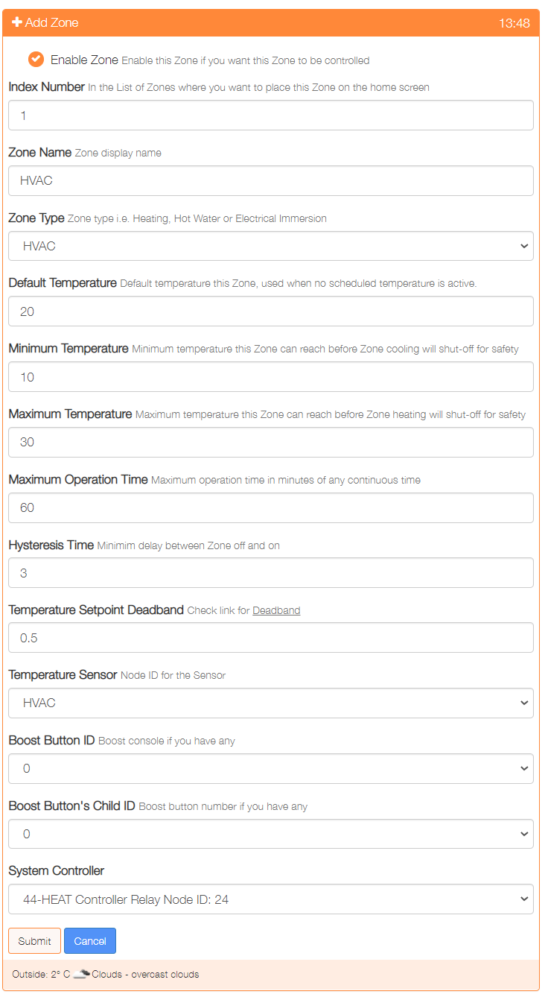 Add Zone 13:48
Enable Zone Enable this Zone if you want this Zone to be controlled
Index Number In the List of Zones where you want to place this Zone on the home screen
1
Zone Name Zone display name
HVAC
Zone Type Zone type i.e. Heating, Hot Water or Electrical Immersion
HVAC
Default Temperature Default temperature this Zone, used when no scheduled temperature is active.
20
Minimum Temperature Minimum temperature this Zone can reach before Zone cooling will shut-off for safety
10
Maximum Temperature Maximum temperature this Zone can reach before Zone heating will shut-off for safety
30
Maximum Operation Time Maximum operation time in minutes of any continuous time
60
Hysteresis Time Minimim delay between Zone off and on
3
Temperature Setpoint Deadband Check link for Deadband
0.5
Temperature Sensor Node ID for the Sensor
HVAC
Boost Button ID Boost console if you have any
0
Boost Button's Child ID Boost button number if you have any
0
System Controller
44-HEAT Controller Relay Node ID: 24
Submit Cancel
Outside: 2° C Clouds - overcast clouds